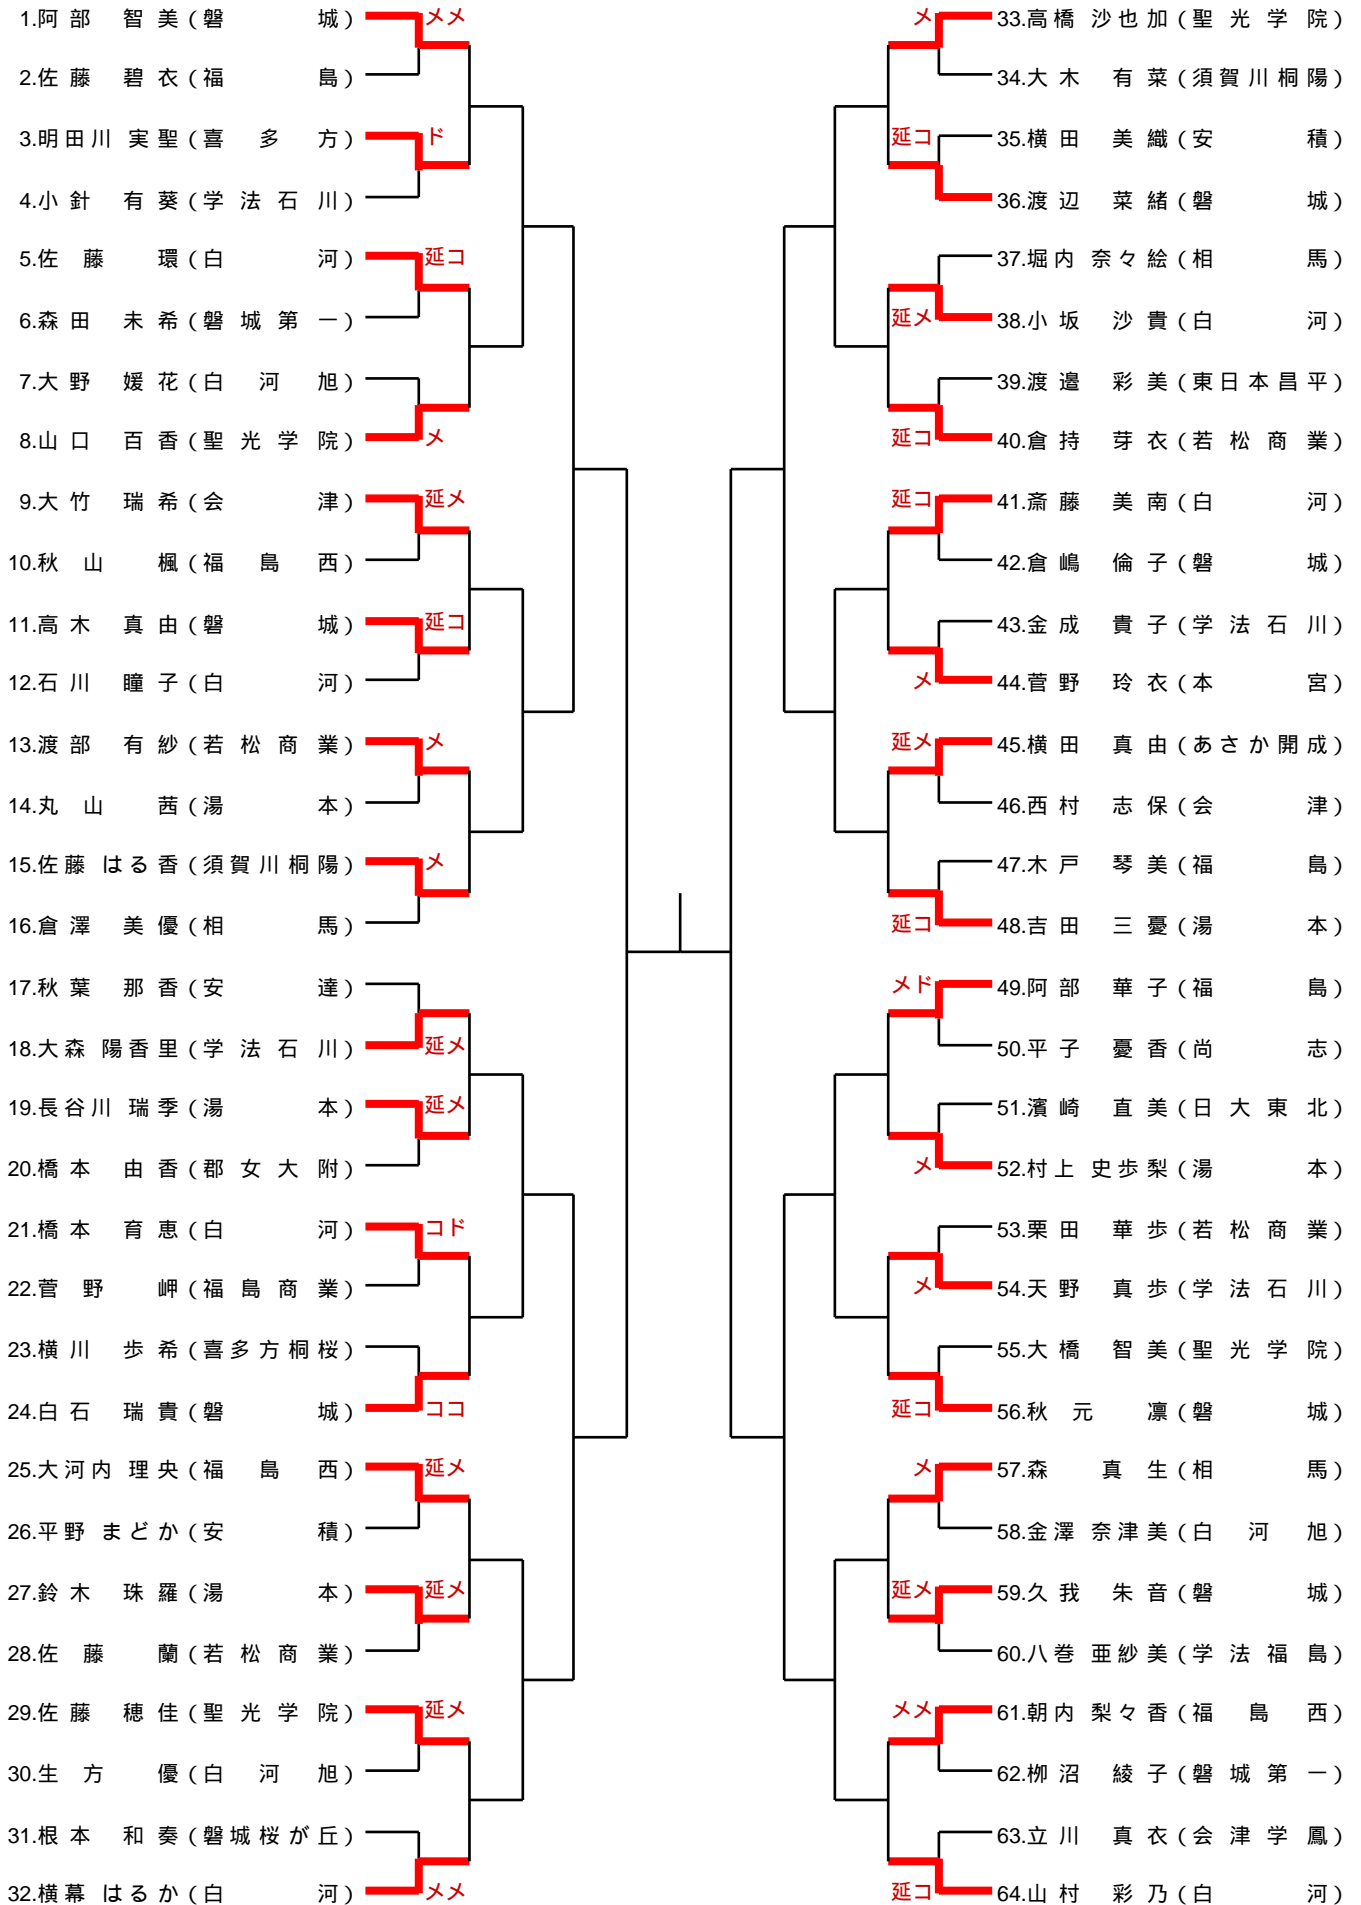 1.阿部 智美(磐城) メメ
2.佐藤 碧衣(福島)
3.明田川 実聖(喜多方) ド
4.小針 有葵(学法石川)
5.佐藤 環(白河) 延コ
6.森田 未希(磐城第一)
7.大野 媛花(白河旭)
8.山口 百香(聖光学院) メ
9.大竹 瑞希(会津) 延メ
10.秋山 楓(福島西)
11.高木 真由(磐城) 延コ
12.石川 瞳子(白河)
13.渡部 有紗(若松商業) メ
14.丸山 茜(湯本)
15.佐藤 はる香(須賀川桐陽) メ
16.倉澤 美優(相馬)
17.秋葉 那香(安達)
18.大森 陽香里(学法石川) 延メ
19.長谷川 瑞季(湯本) 延メ
20.橋本 由香(郡女大附)
21.橋本 育恵(白河) コド
22.菅野 岬(福島商業)
23.横川 歩希(喜多方桐桜)
24.白石 瑞貴(磐城) ココ
25.大河内 理央(福島西) 延メ
26.平野 まどか(安積)
27.鈴木 珠羅(湯本) 延メ
28.佐藤 蘭(若松商業)
29.佐藤 穂佳(聖光学院) 延メ
30.生方 優(白河旭)
31.根本 和奏(磐城桜が丘)
32.横幕 はるか(白河) メメ
メ 33.高橋 沙也加(聖光学院)
34.大木 有菜(須賀川桐陽)
延コ 35.横田 美織(安積)
36.渡辺 菜緒(磐城)
37.堀内 奈々絵(相馬)
延メ 38.小坂 沙貴(白河)
39.渡邉 彩美(東日本昌平)
延コ 40.倉持 芽衣(若松商業)
延コ 41.斎藤 美南(白河)
42.倉嶋 倫子(磐城)
43.金成 貴子(学法石川)
メ 44.菅野 玲衣(本宮)
延メ 45.横田 真由(あさか開成)
46.西村 志保(会津)
47.木戸 琴美(福島)
延コ 48.吉田 三憂(湯本)
メド 49.阿部 華子(福島)
50.平子 憂香(尚志)
51.濱崎 直美(日大東北)
メ 52.村上 史歩梨(湯本)
53.栗田 華歩(若松商業)
メ 54.天野 真歩(学法石川)
55.大橋 智美(聖光学院)
延コ 56.秋元 凛(磐城)
メ 57.森 真生(相馬)
58.金澤 奈津美(白河旭)
延メ 59.久我 朱音(磐城)
60.八巻 亜紗美(学法福島)
メメ 61.朝内 梨々香(福島西)
62.栁沼 綾子(磐城第一)
63.立川 真衣(会津学鳳)
延コ 64.山村 彩乃(白河)